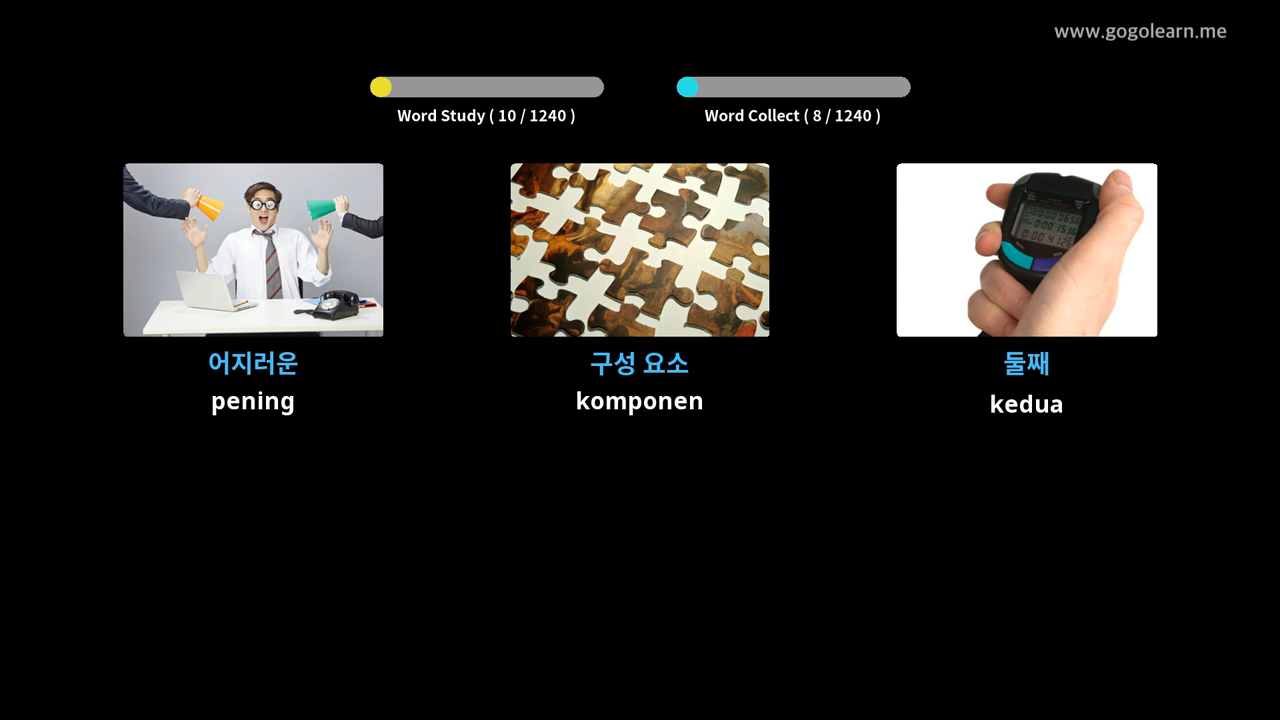 www.gogolearn.me
Word Study ( 10 / 1240 )
Word Collect ( 8 / 1240 )
어지러운
pening
구성 요소
komponen
둘째
kedua